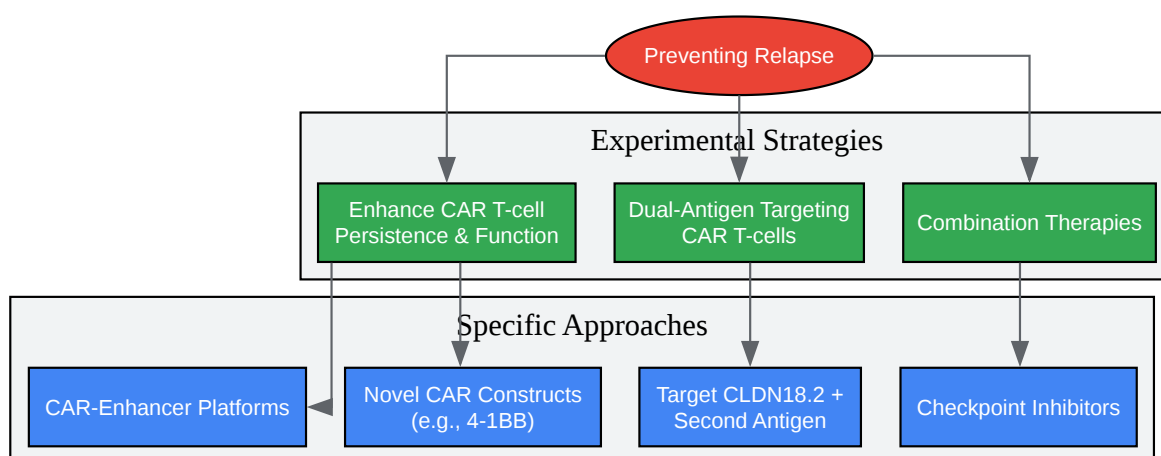 Preventing Relapse
Experimental Strategies
Enhance CAR T-cell
Persistence & Function
Dual-Antigen Targeting
CAR T-cells
Combination Therapies
Specific Approaches
CAR-Enhancer Platforms
Novel CAR Constructs
(e.g., 4-1BB)
Target CLDN18.2 +
Second Antigen
Checkpoint Inhibitors